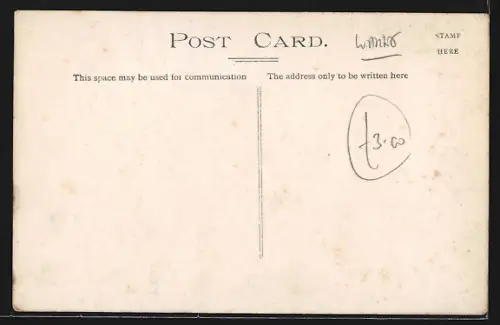 POST CARD.
STAMP
HERE
This space may be used for communication
The address only to be written here
£3.00